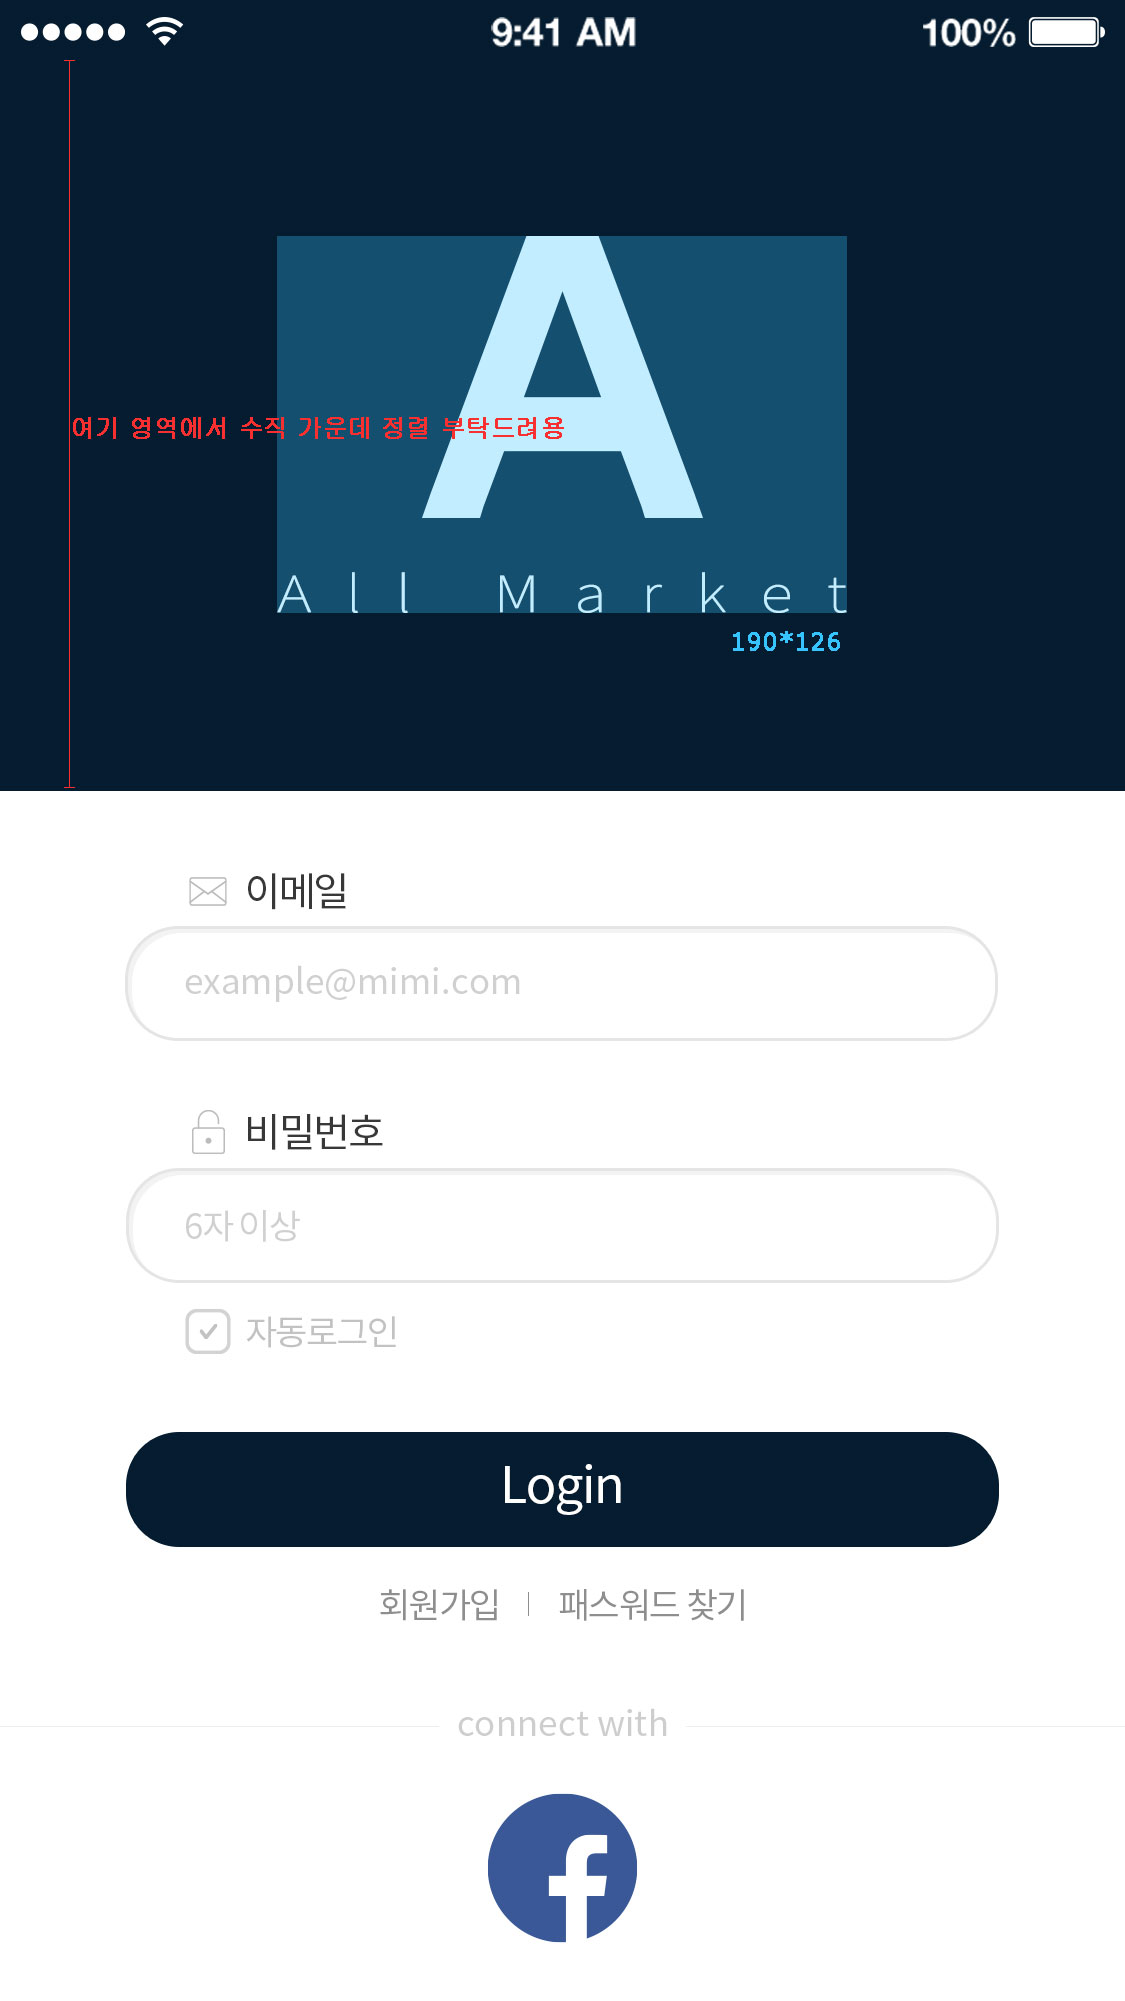 9:41 AM 100%
A
여기 영역에서 수직 가운데 정렬 부탁드려용
All Market
190*126
이메일
example@mimi.com
비밀번호
6자 이상
자동로그인
Login
회원가입 | 패스워드 찾기
connect with
f